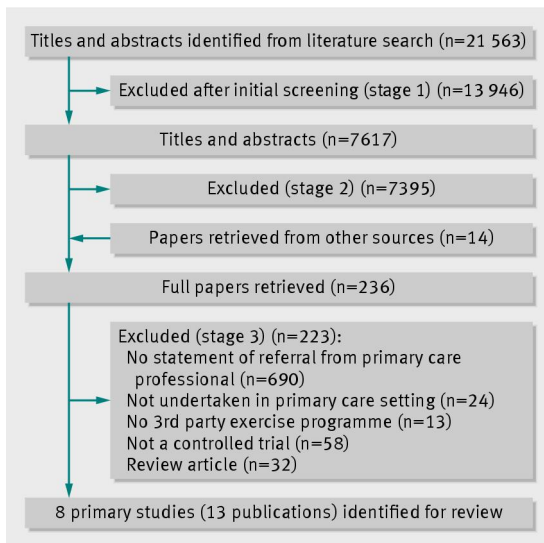 Titles and abstracts identified from literature search (n=21 563)
Excluded after initial screening (stage 1) (n=13 946)
Titles and abstracts (n=7617)
Excluded (stage 2) (n=7395)
Papers retrieved from other sources (n=14)
Full papers retrieved (n=236)
Excluded (stage 3) (n=223):
No statement of referral from primary care
professional (n=690)
Not undertaken in primary care setting (n=24)
No 3rd party exercise programme (n=13)
Not a controlled trial (n=58)
Review article (n=32)
8 primary studies (13 publications) identified for review